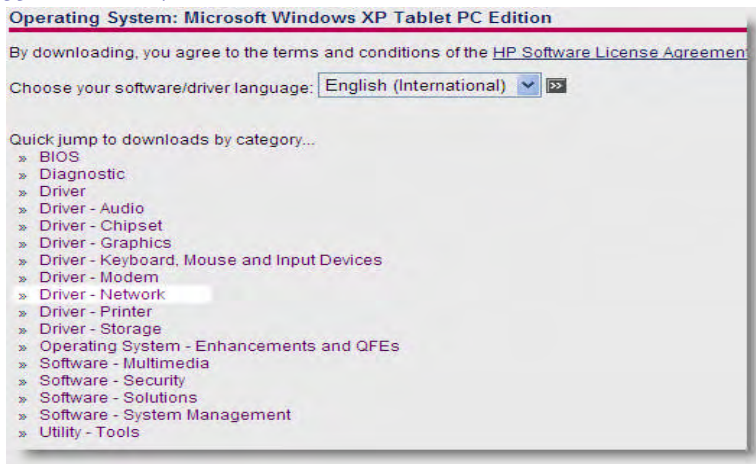 Operating System: Microsoft Windows XP Tablet PC Edition
By downloading, you agree to the terms and conditions of the HP Software License Agreement
Choose your software/driver language: English (International) »
Quick jump to downloads by category...
» BIOS
» Diagnostic
» Driver
» Driver - Audio
» Driver - Chipset
» Driver - Graphics
» Driver - Keyboard, Mouse and Input Devices
» Driver - Modem
» Driver - Network
» Driver - Printer
» Driver - Storage
» Operating System - Enhancements and QFEs
» Software - Multimedia
» Software - Security
» Software - Solutions
» Software - System Management
» Utility - Tools